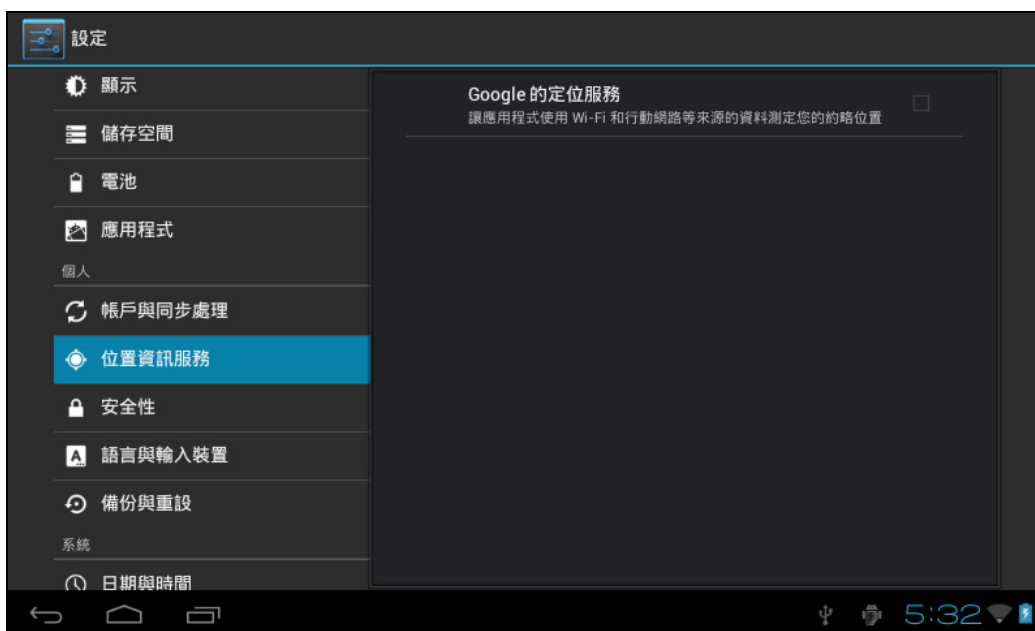 設定
顯示
儲存空間
電池
應用程式
個人
帳戶與同步處理
位置資訊服務
安全性
語言與輸入裝置
備份與重設
系統
日期與時間
Google 的定位服務
讓應用程式使用 Wi-Fi 和行動網路等來源的資料測定您的約略位置
5:32